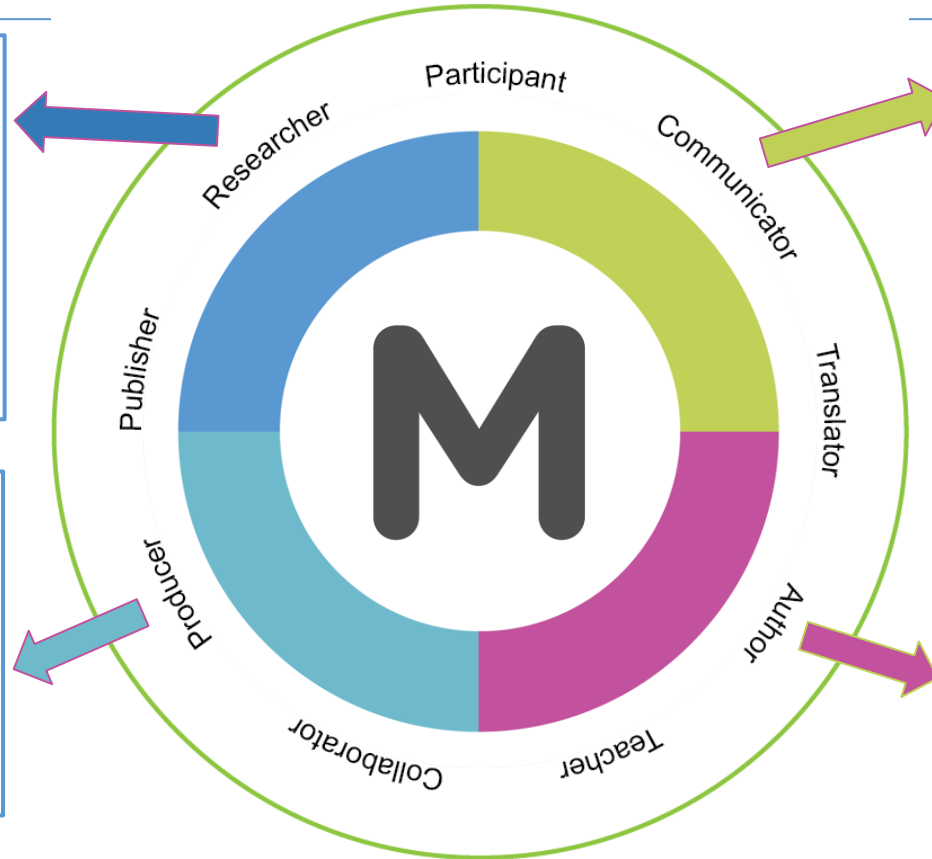 Participant
Communicator
Translator
Author
Teacher
Collaborator
Producer
Publisher
Researcher
M